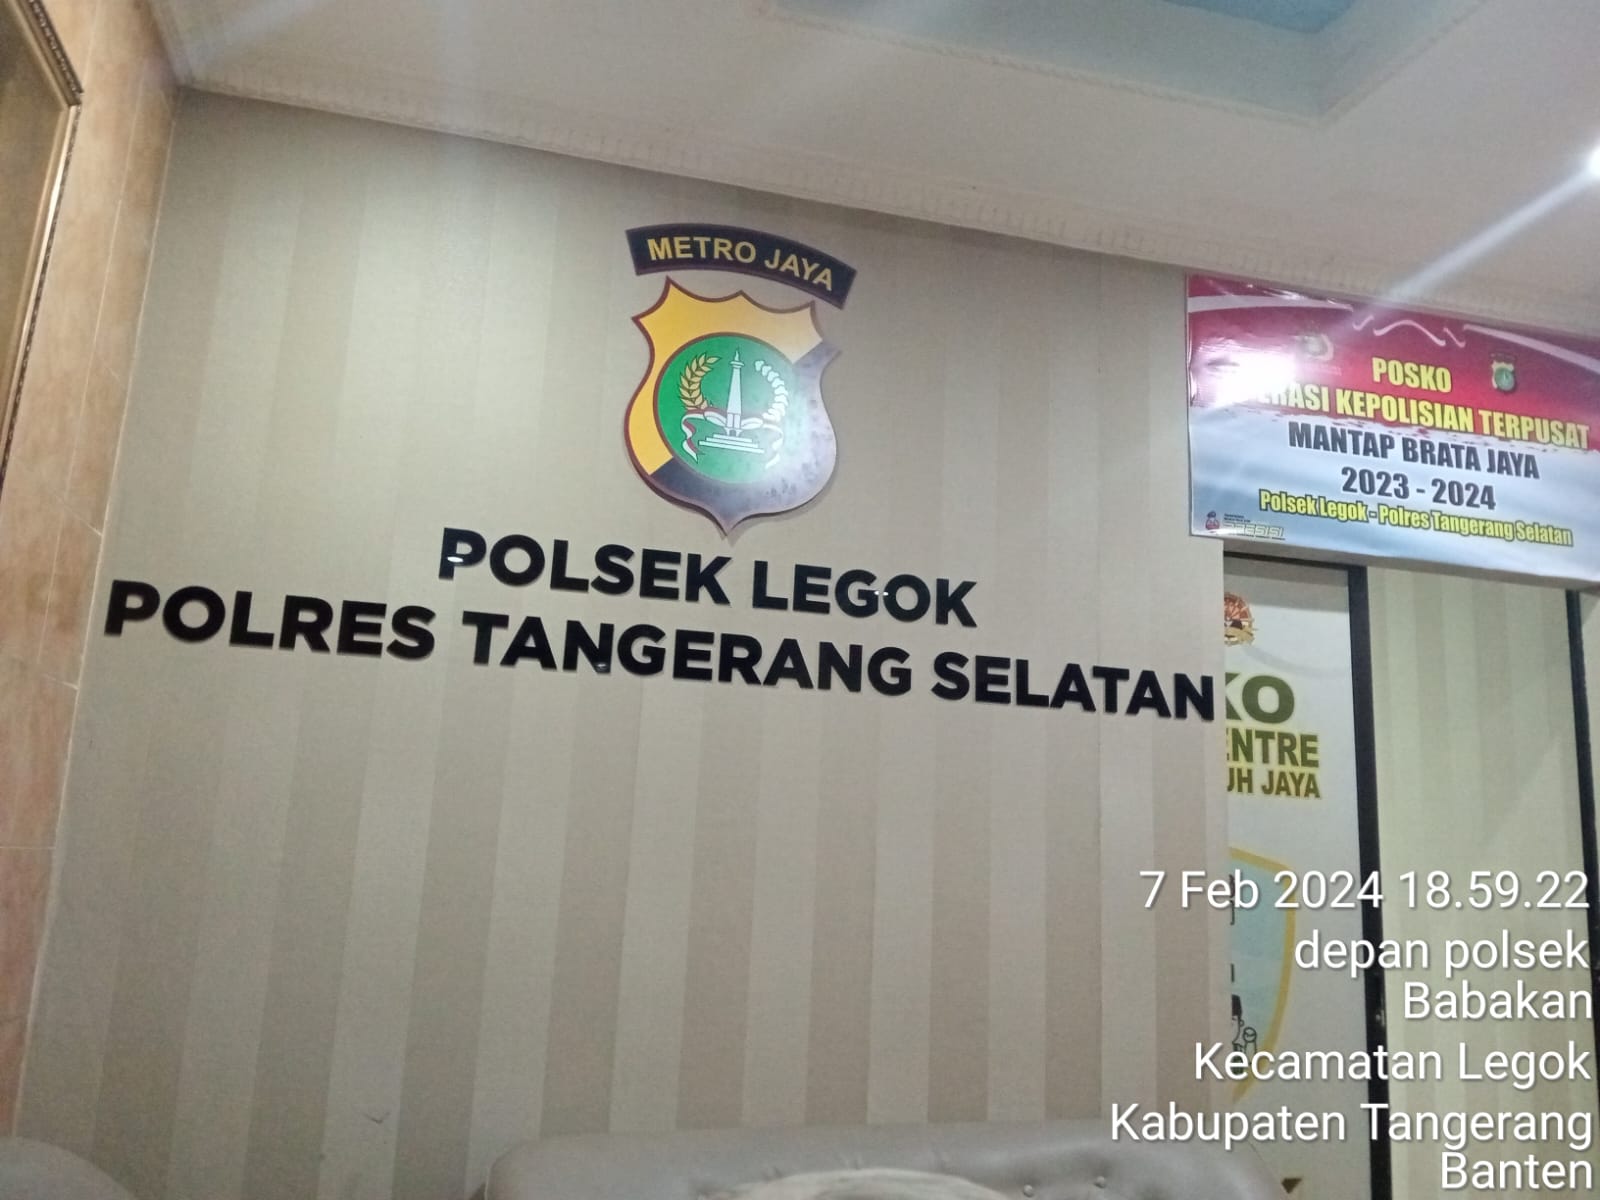 METRO JAYA
POLSEK LEGOK
POLRES TANGERANG SELATAN
POSKO
KEPOLISIAN TERPUSAT
MANTAP BRATA JAYA
2023 - 2024
Polsek Legok - Polres Tangerang Selatan
KO
ENTRE
UH JAYA
7 Feb 2024 18.59.22
depan polsek
Babakan
Kecamatan Legok
Kabupaten Tangerang
Banten